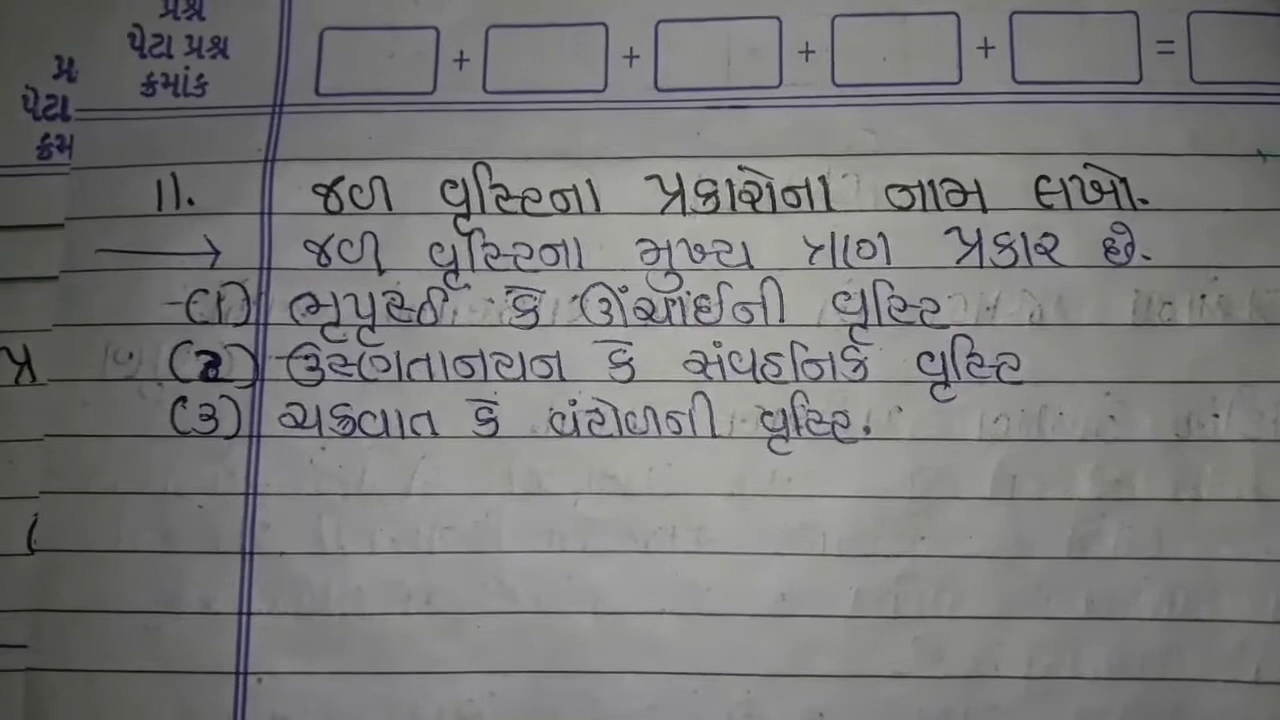 પ્રશ્ન
પેટા પ્રશ્ન
ક્રમાંક
પેટા
ક્રમ
+ + + + =
11. જળ વૃષ્ટિના પ્રકારોના નામ લખો.
→ જળ વૃષ્ટિના મુખ્ય ત્રણ પ્રકાર છે.
(1) ભૂપૃષ્ઠ કે ઊંચાઈની વૃષ્ટિ
(2) ઉષ્ણતાનયન કે સંવહનિક વૃષ્ટિ
(3) ચક્રવાત કે વંટોળની વૃષ્ટિ.